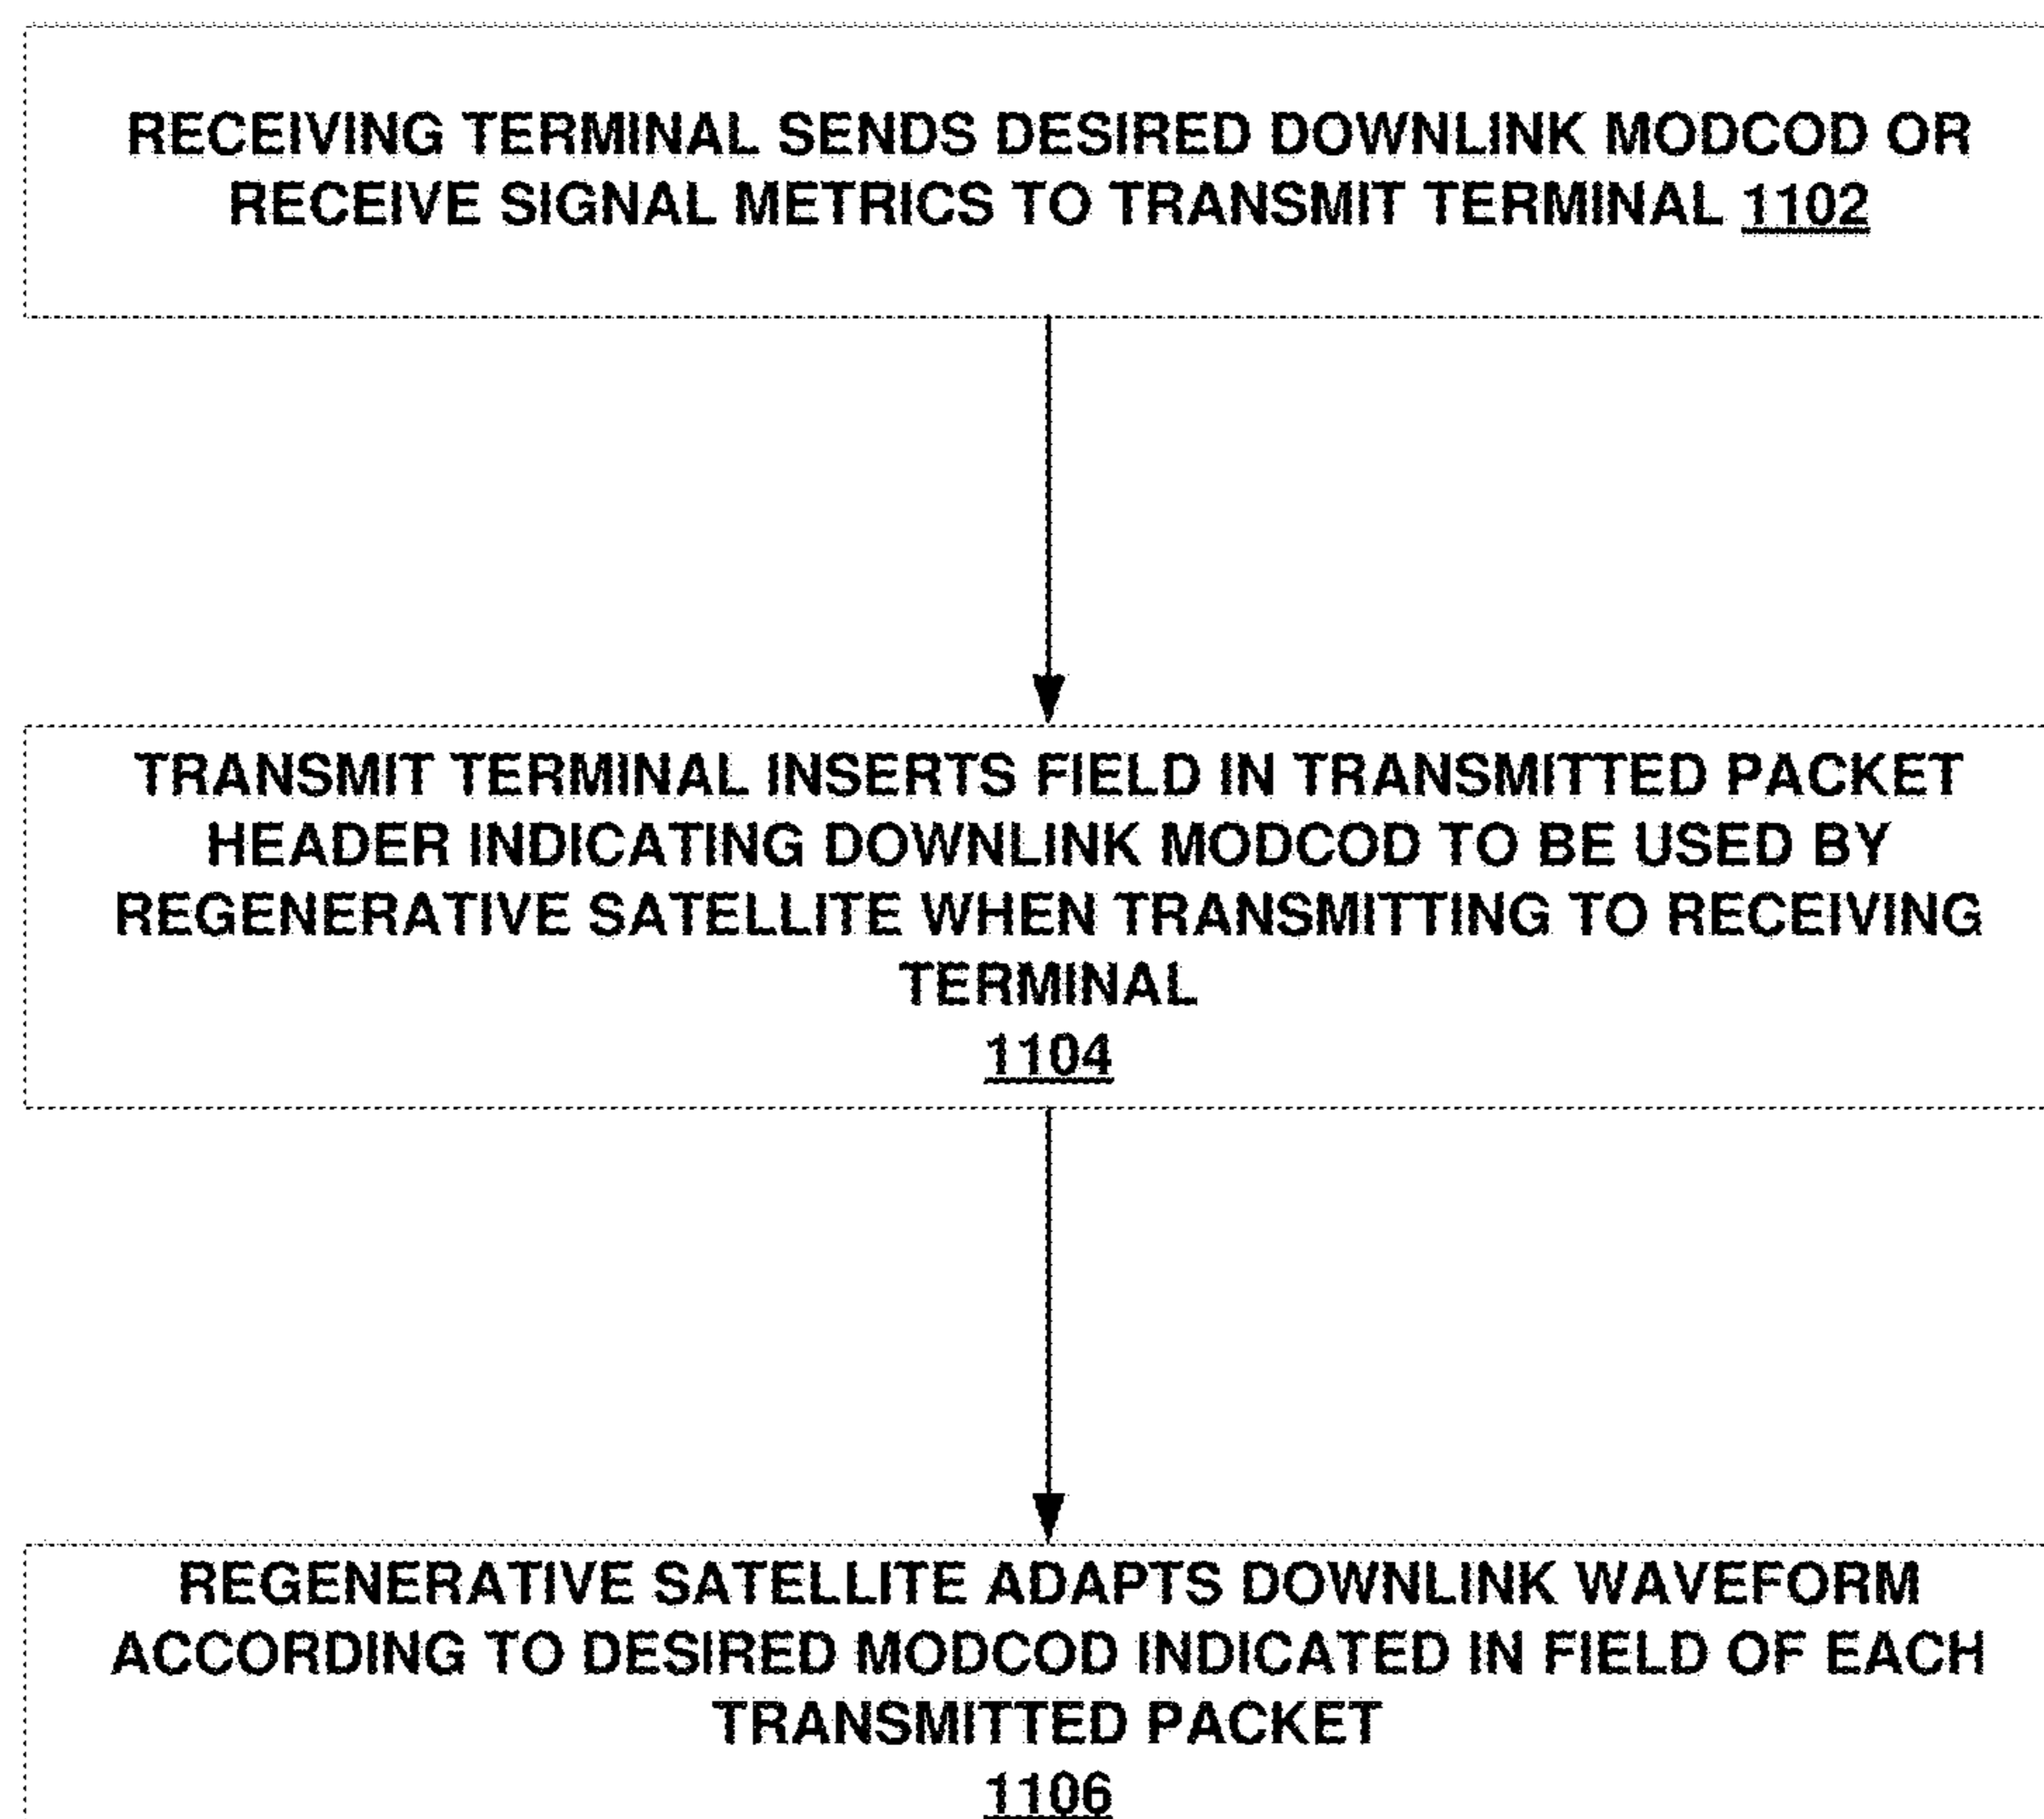 RECEIVING TERMINAL SENDS DESIRED DOWNLINK MODCOD OR
RECEIVE SIGNAL METRICS TO TRANSMIT TERMINAL 1102
TRANSMIT TERMINAL INSERTS FIELD IN TRANSMITTED PACKET
HEADER INDICATING DOWNLINK MODCOD TO BE USED BY
REGENERATIVE SATELLITE WHEN TRANSMITTING TO RECEIVING
TERMINAL
1104
REGENERATIVE SATELLITE ADAPTS DOWNLINK WAVEFORM
ACCORDING TO DESIRED MODCOD INDICATED IN FIELD OF EACH
TRANSMITTED PACKET
1106